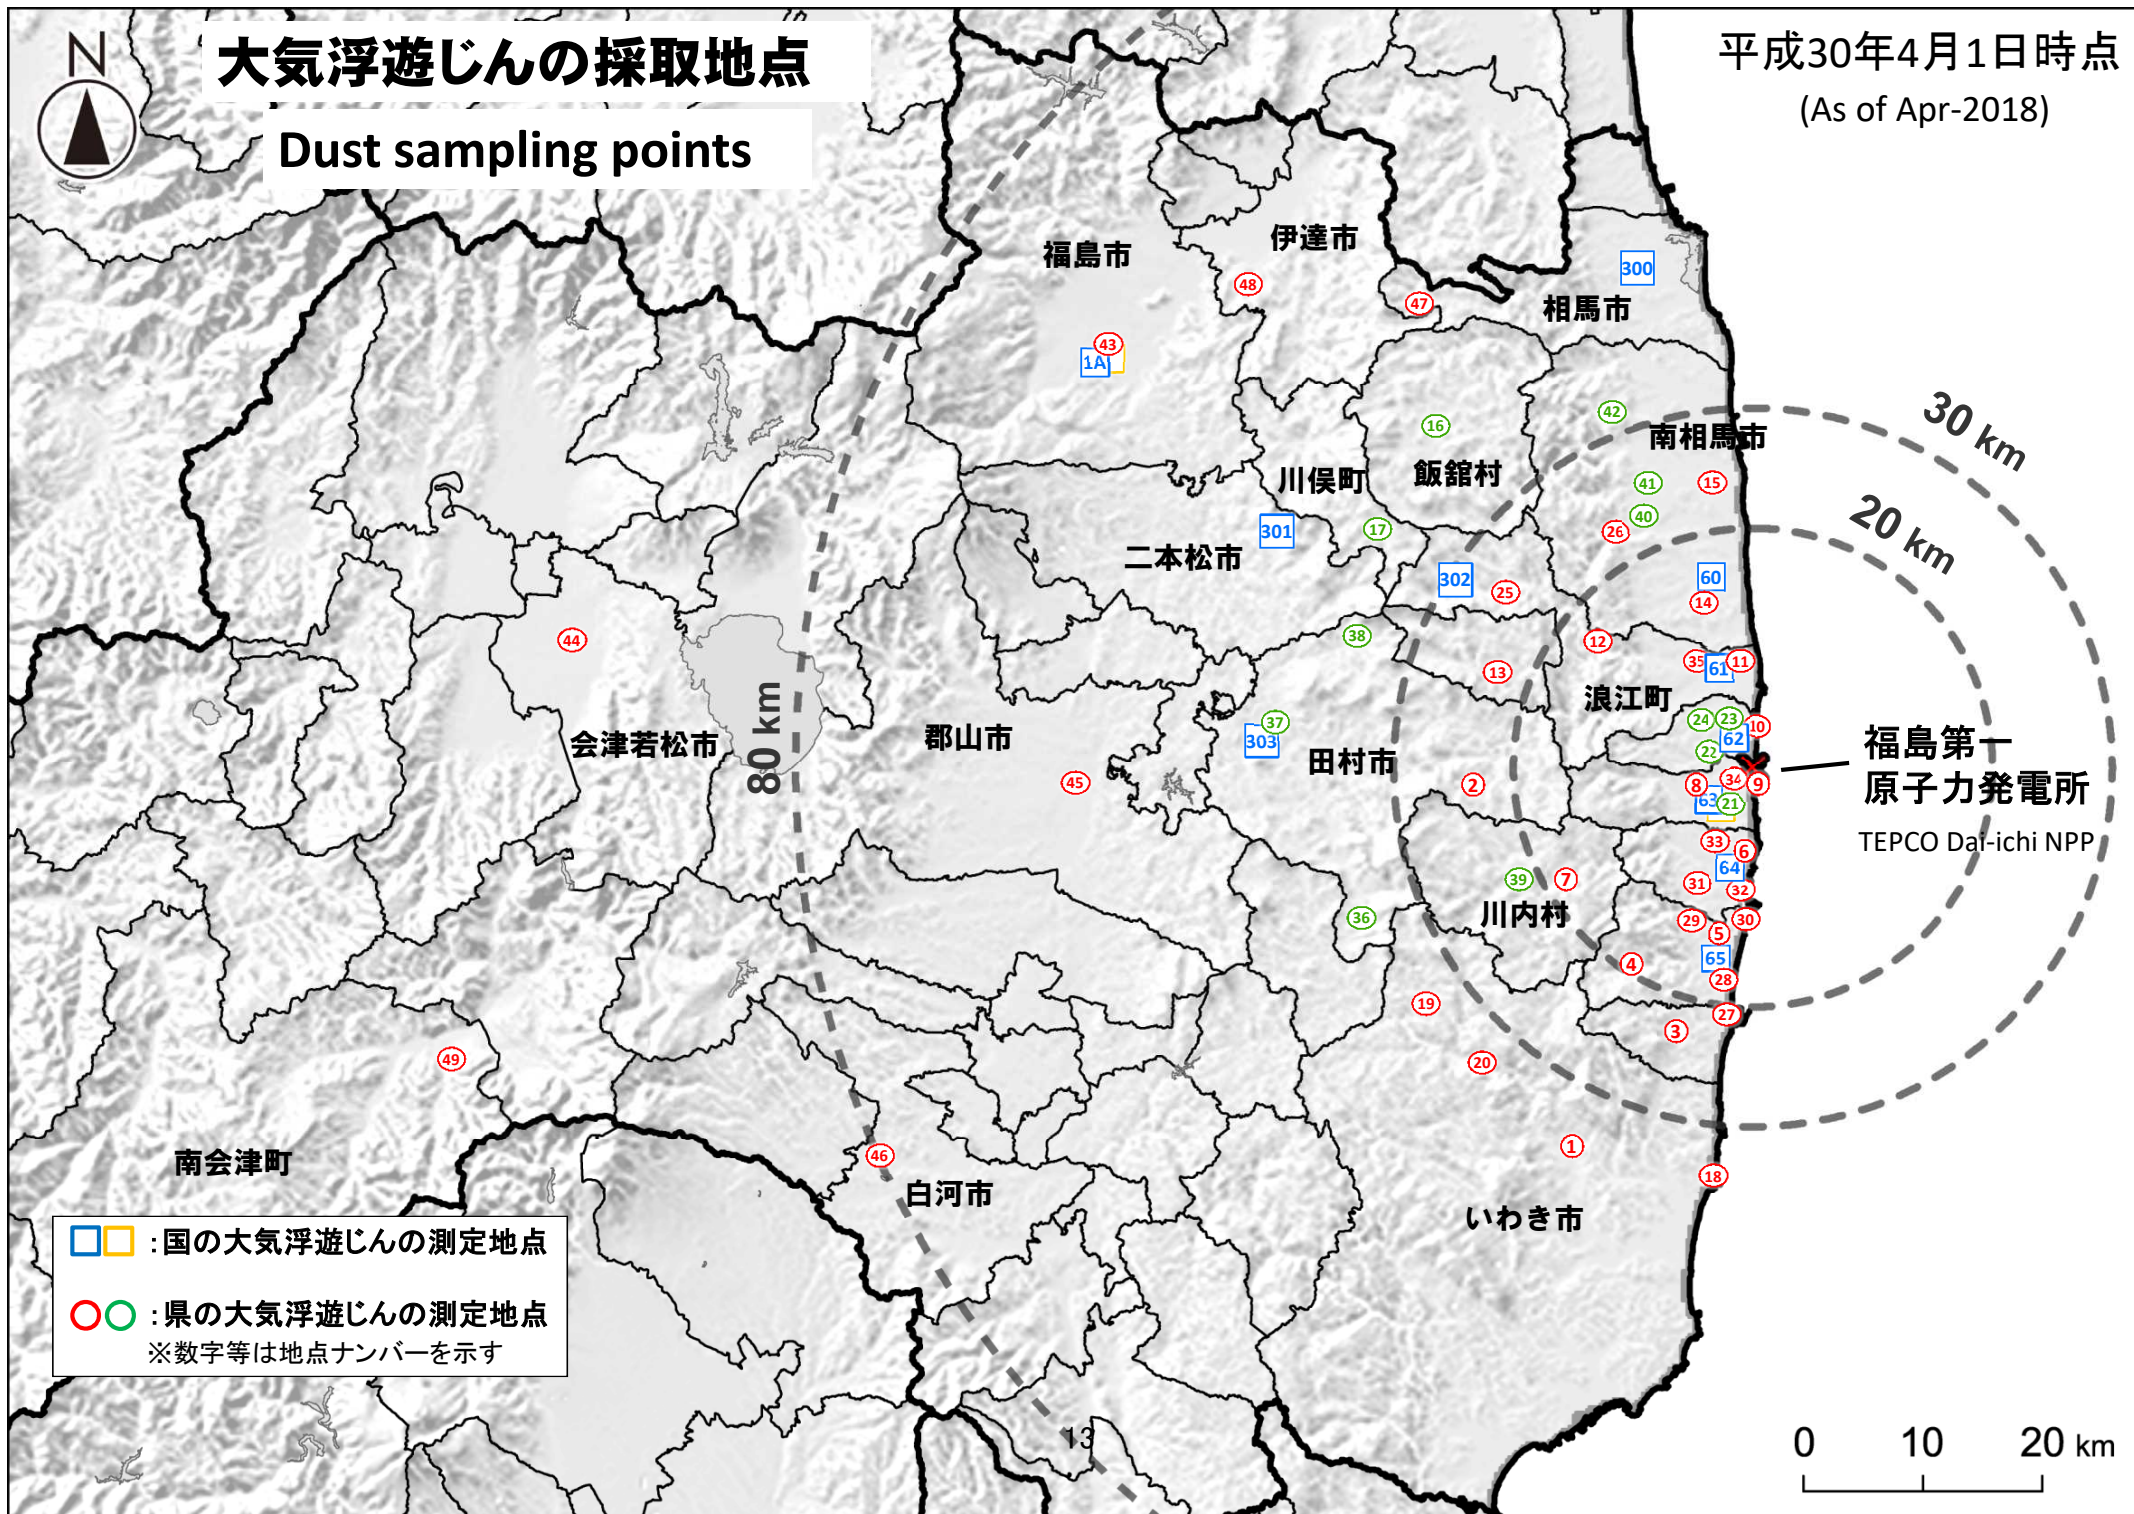 N
大気浮遊じんの採取地点
Dust sampling points
平成30年4月1日時点
(As of Apr-2018)
福島市
伊達市
300
相馬市
48
47
43
1A
30 km
42
南相馬市
16
川俣町
飯舘村
41
15
20 km
40
26
301
17
二本松市
302
25
60
14
44
38
12
35
61
11
13
浪江町
24
23
10
37
303
62
22
会津若松市
80 km
郡山市
田村市
福島第一
原子力発電所
TEPCO Dai-ichi NPP
45
2
8
34
9
63
21
33
6
64
39
7
31
32
川内村
36
29
30
5
4
65
28
19
27
3
49
20
1
46
18
南会津町
白河市
いわき市
:国の大気浮遊じんの測定地点
:県の大気浮遊じんの測定地点
※数字等は地点ナンバーを示す
13
0 10 20 km